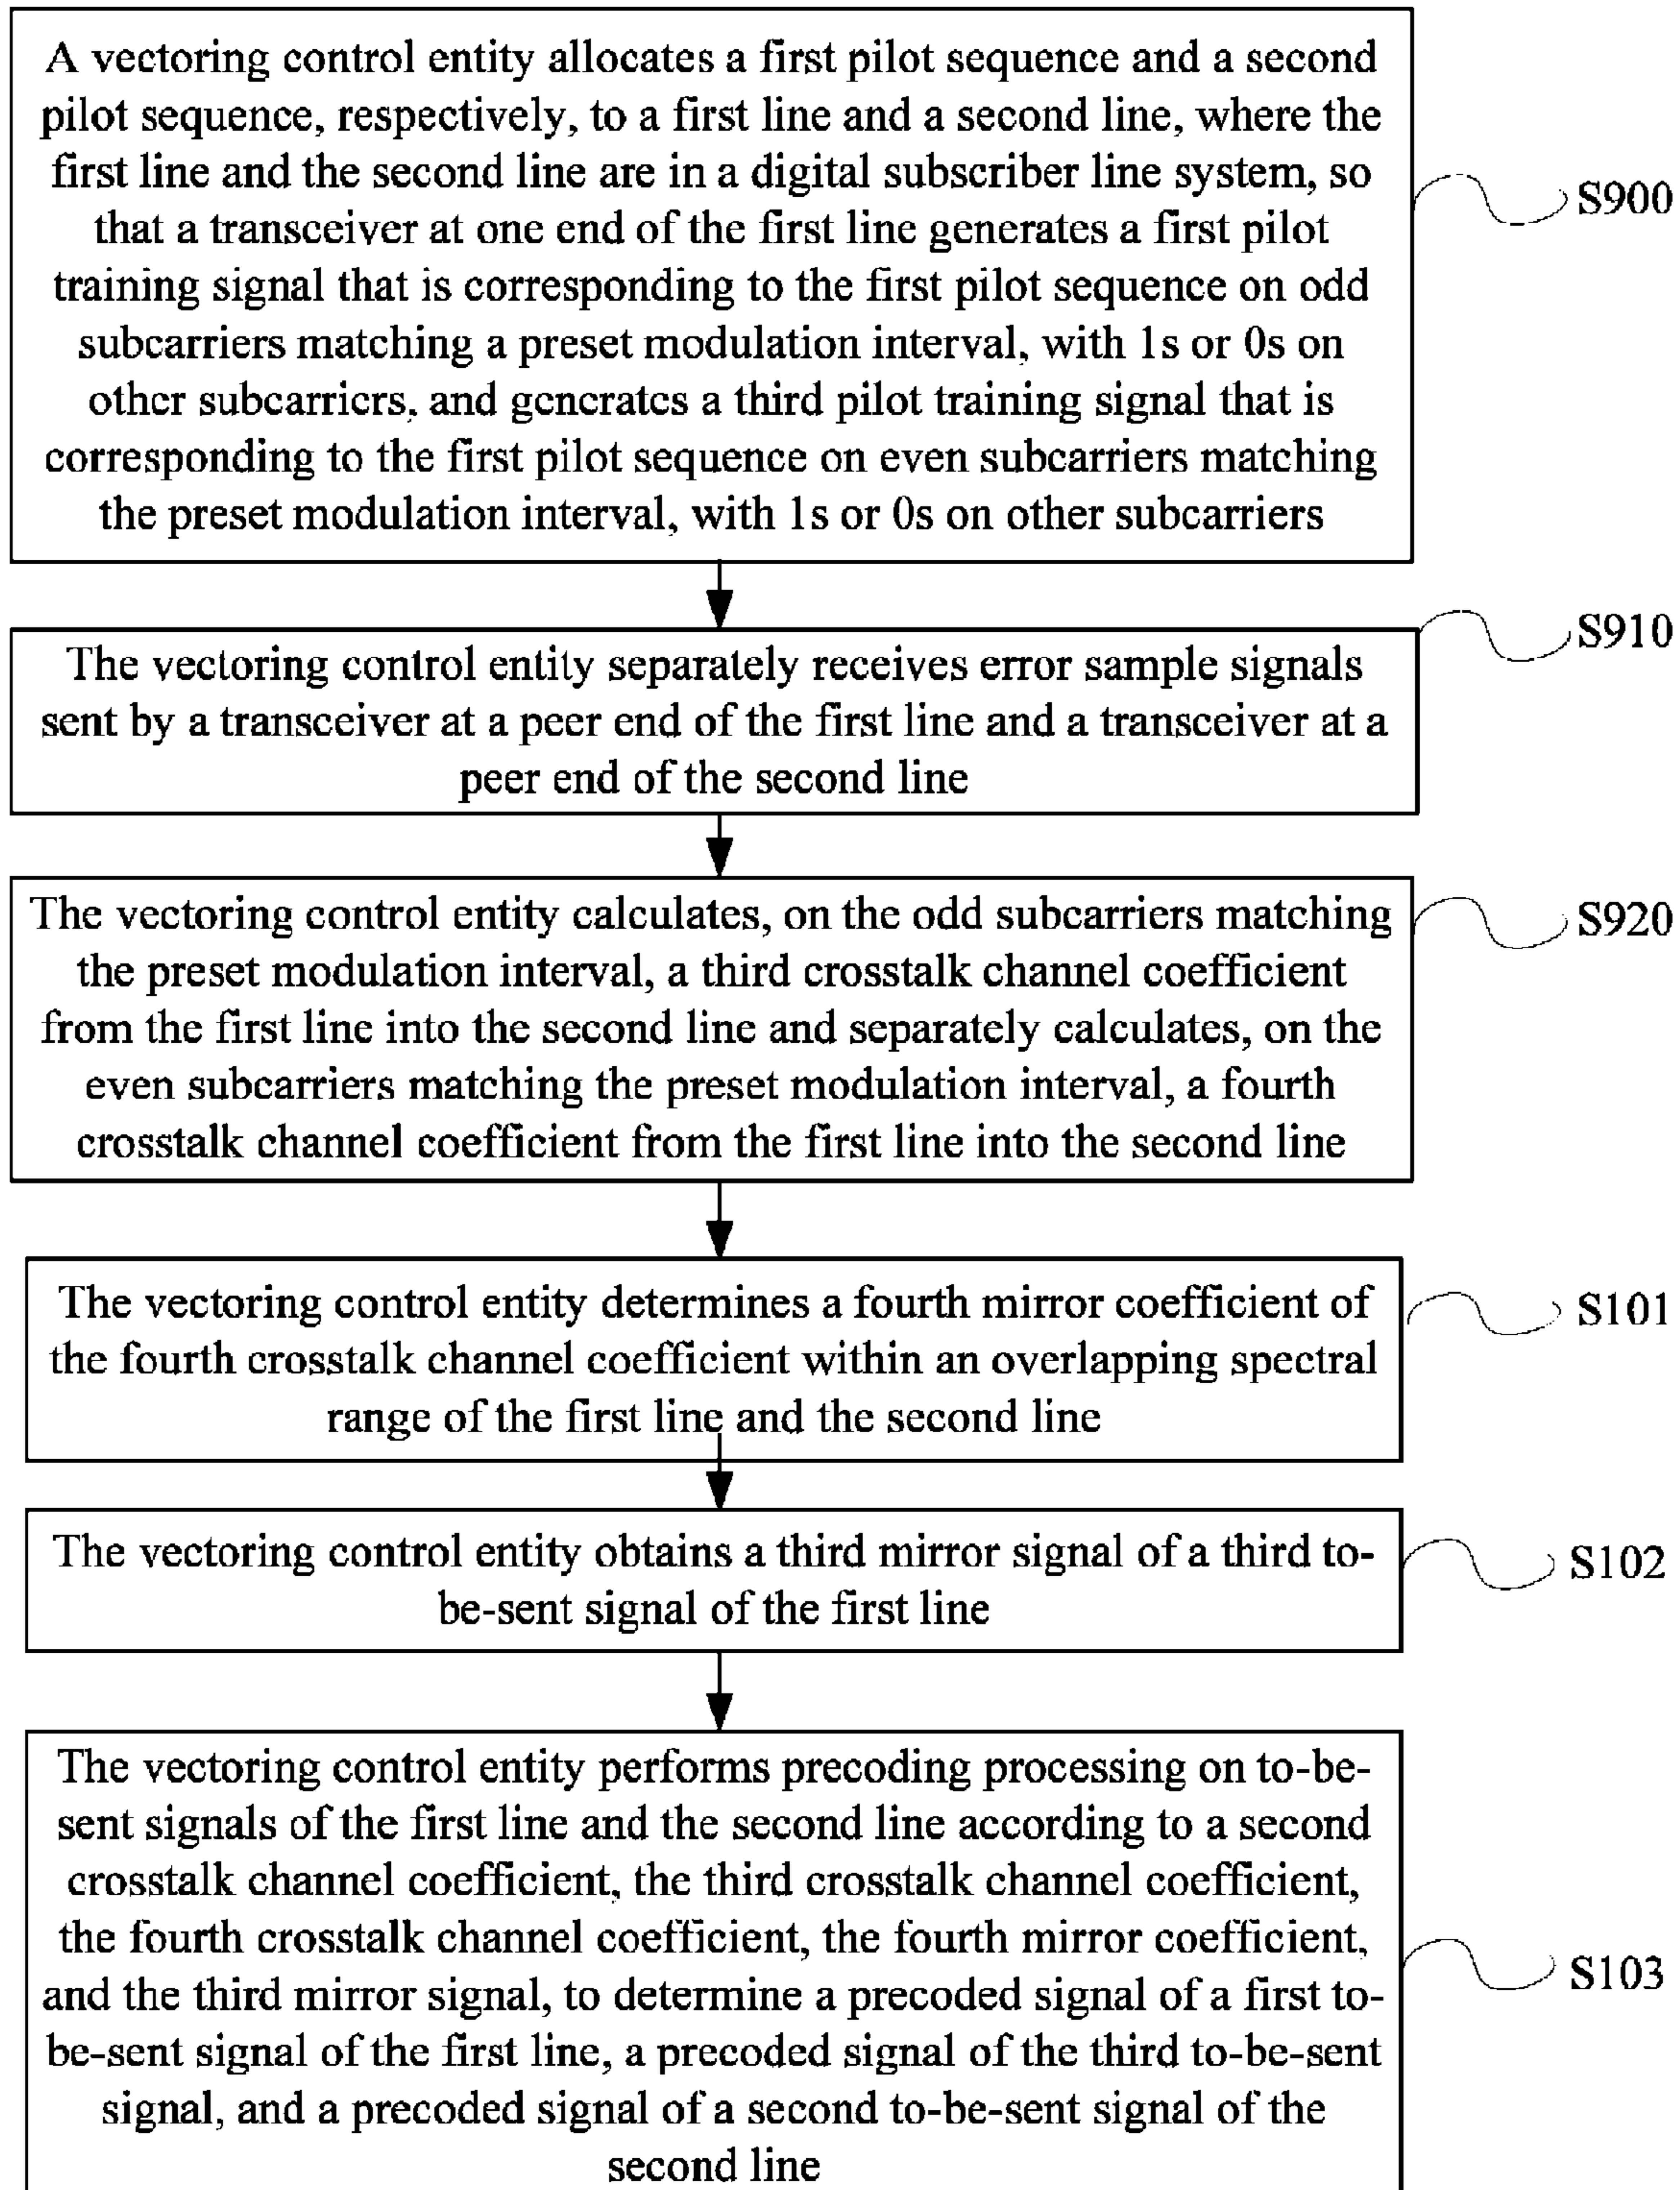 A vectoring control entity allocates a first pilot sequence and a second
pilot sequence, respectively, to a first line and a second line, where the
first line and the second line are in a digital subscriber line system, so
that a transceiver at one end of the first line generates a first pilot
training signal that is corresponding to the first pilot sequence on odd
subcarriers matching a preset modulation interval, with 1s or 0s on
other subcarriers, and generates a third pilot training signal that is
corresponding to the first pilot sequence on even subcarriers matching
the preset modulation interval, with 1s or 0s on other subcarriers
S900
The vectoring control entity separately receives error sample signals
sent by a transceiver at a peer end of the first line and a transceiver at a
peer end of the second line
S910
The vectoring control entity calculates, on the odd subcarriers matching
the preset modulation interval, a third crosstalk channel coefficient
from the first line into the second line and separately calculates, on the
even subcarriers matching the preset modulation interval, a fourth
crosstalk channel coefficient from the first line into the second line
S920
The vectoring control entity determines a fourth mirror coefficient of
the fourth crosstalk channel coefficient within an overlapping spectral
range of the first line and the second line
S101
The vectoring control entity obtains a third mirror signal of a third to-
be-sent signal of the first line
S102
The vectoring control entity performs precoding processing on to-be-
sent signals of the first line and the second line according to a second
crosstalk channel coefficient, the third crosstalk channel coefficient,
the fourth crosstalk channel coefficient, the fourth mirror coefficient,
and the third mirror signal, to determine a precoded signal of a first to-
be-sent signal of the first line, a precoded signal of the third to-be-sent
signal, and a precoded signal of a second to-be-sent signal of the
second line
S103